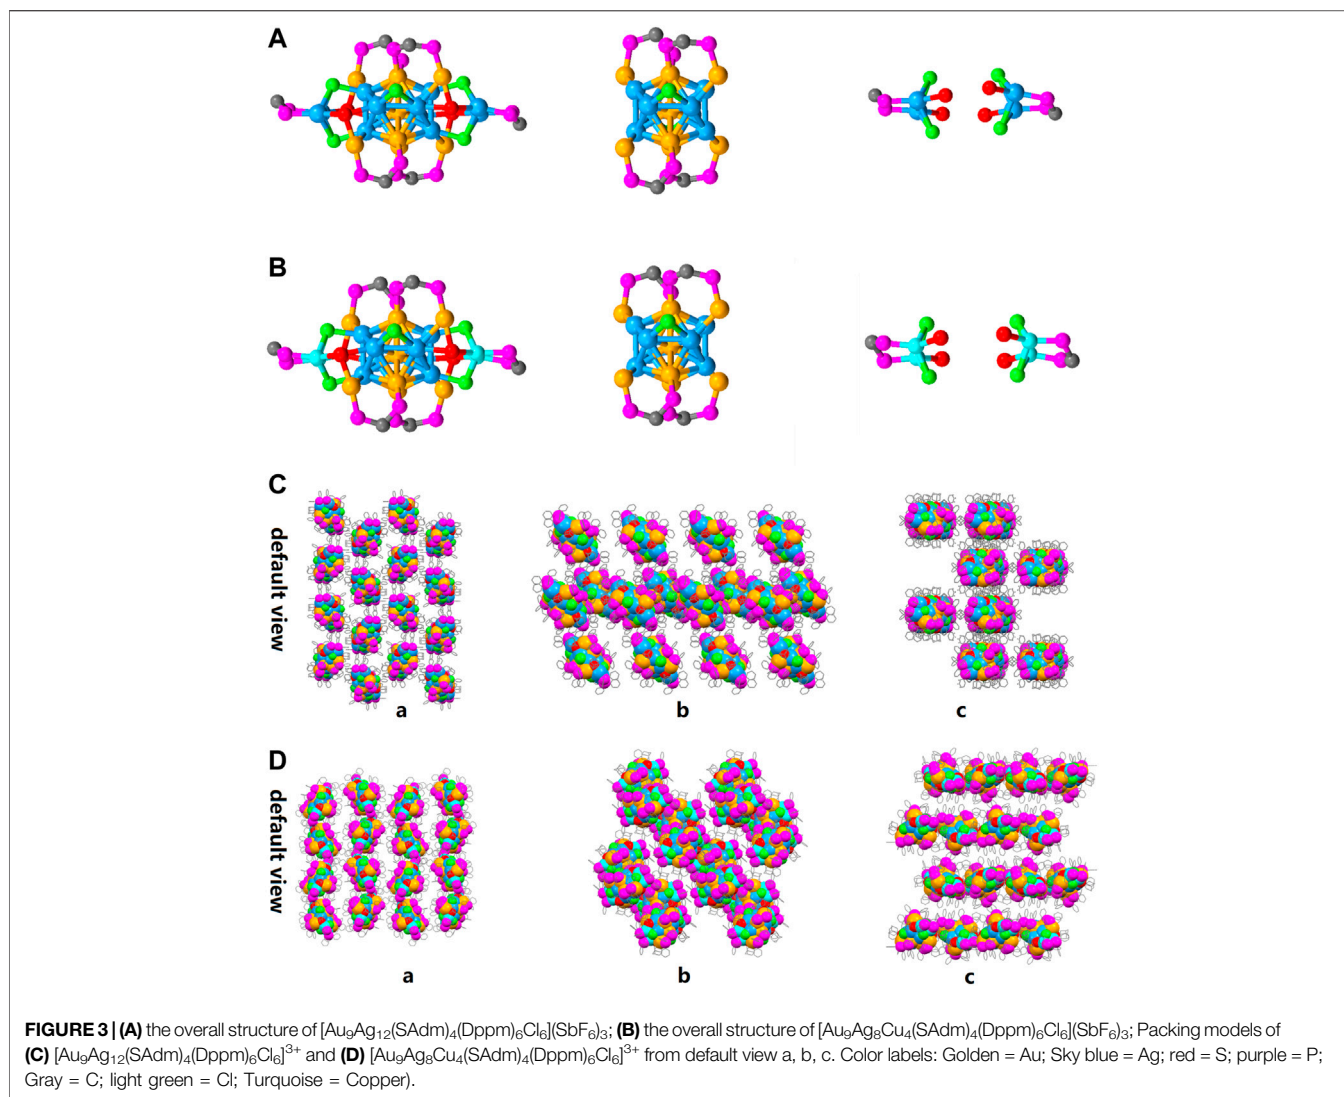 A
B
C
default view
a
b
c
D
default view
a
b
c
FIGURE 3 | (A) the overall structure of [Au₉Ag₁₂(SAdm)₄(Dppm)₆Cl₆](SbF₆)₃; (B) the overall structure of [Au₉Ag₈Cu₄(SAdm)₄(Dppm)₆Cl₆](SbF₆)₃; Packing models of
(C) [Au₉Ag₁₂(SAdm)₄(Dppm)₆Cl₆]³⁺ and (D) [Au₉Ag₈Cu₄(SAdm)₄(Dppm)₆Cl₆]³⁺ from default view a, b, c. Color labels: Golden = Au; Sky blue = Ag; red = S; purple = P;
Gray = C; light green = Cl; Turquoise = Copper).